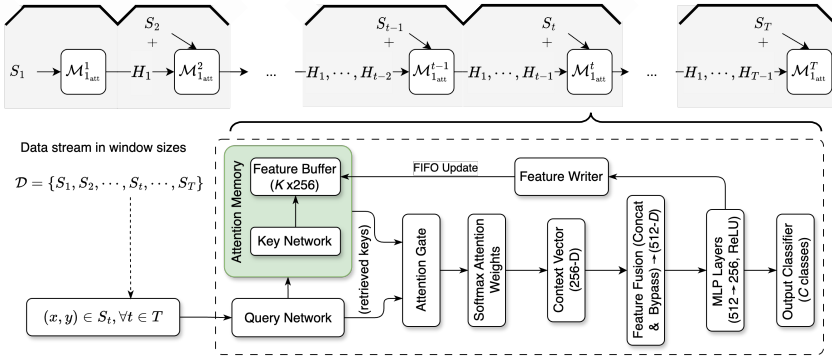 S_1
M^1_{1_att}
H_1
S_2
+
M^2_{1_att}
...
H_1, ⋯, H_{t−2}
S_{t−1}
+
M^{t−1}_{1_att}
H_1, ⋯, H_{t−1}
S_t
+
M^t_{1_att}
...
H_1, ⋯, H_{T−1}
S_T
+
M^T_{1_att}
Data stream in window sizes
D = {S_1, S_2, ⋯, S_t, ⋯, S_T}
(x, y) ∈ S_t, ∀t ∈ T
Attention Memory
Feature Buffer
(K x256)
Key Network
Query Network
(retrieved keys)
FIFO Update
Feature Writer
Attention Gate
Softmax Attention
Weights
Context Vector
(256-D)
Feature Fusion (Concat
& Bypass) → (512-D)
MLP Layers
(512 → 256, ReLU)
Output Classifier
(C classes)